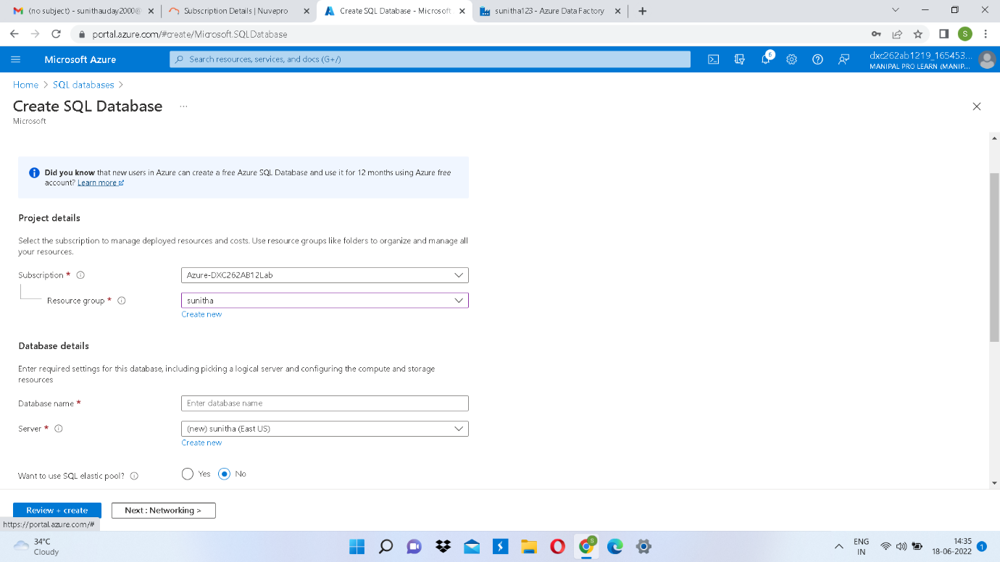 (no subject) - sunithauday2000@
Subscription Details | Nuvepro
Create SQL Database - Microsoft
sunitha123 - Azure Data Factory
portal.azure.com/#create/Microsoft.SQLDatabase
S
Microsoft Azure
Search resources, services, and docs (G+/)
6
dxc262ab1219_165453...
MANIPAL PRO LEARN (MANIP...
Home > SQL databases >
Create SQL Database ...
Microsoft
Did you know that new users in Azure can create a free Azure SQL Database and use it for 12 months using Azure free
account? Learn more
Project details
Select the subscription to manage deployed resources and costs. Use resource groups like folders to organize and manage all
your resources.
Subscription * Azure-DXC262AB12Lab
Resource group * sunitha
Create new
Database details
Enter required settings for this database, including picking a logical server and configuring the compute and storage
resources
Database name * Enter database name
Server * (new) sunitha (East US)
Create new
Want to use SQL elastic pool? Yes No
Review + create Next : Networking >
https://portal.azure.com/#
34°C
Cloudy
S
ENG
IN
14:35
18-06-2022
1